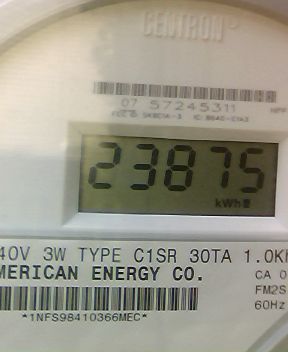 CENTRON
07 57245311
23875
kWh
40V 3W TYPE C1SR 30TA 1.0K
MERICAN ENERGY CO.
CA 0
FM2S
60Hz
*1NFS98410366MEC*